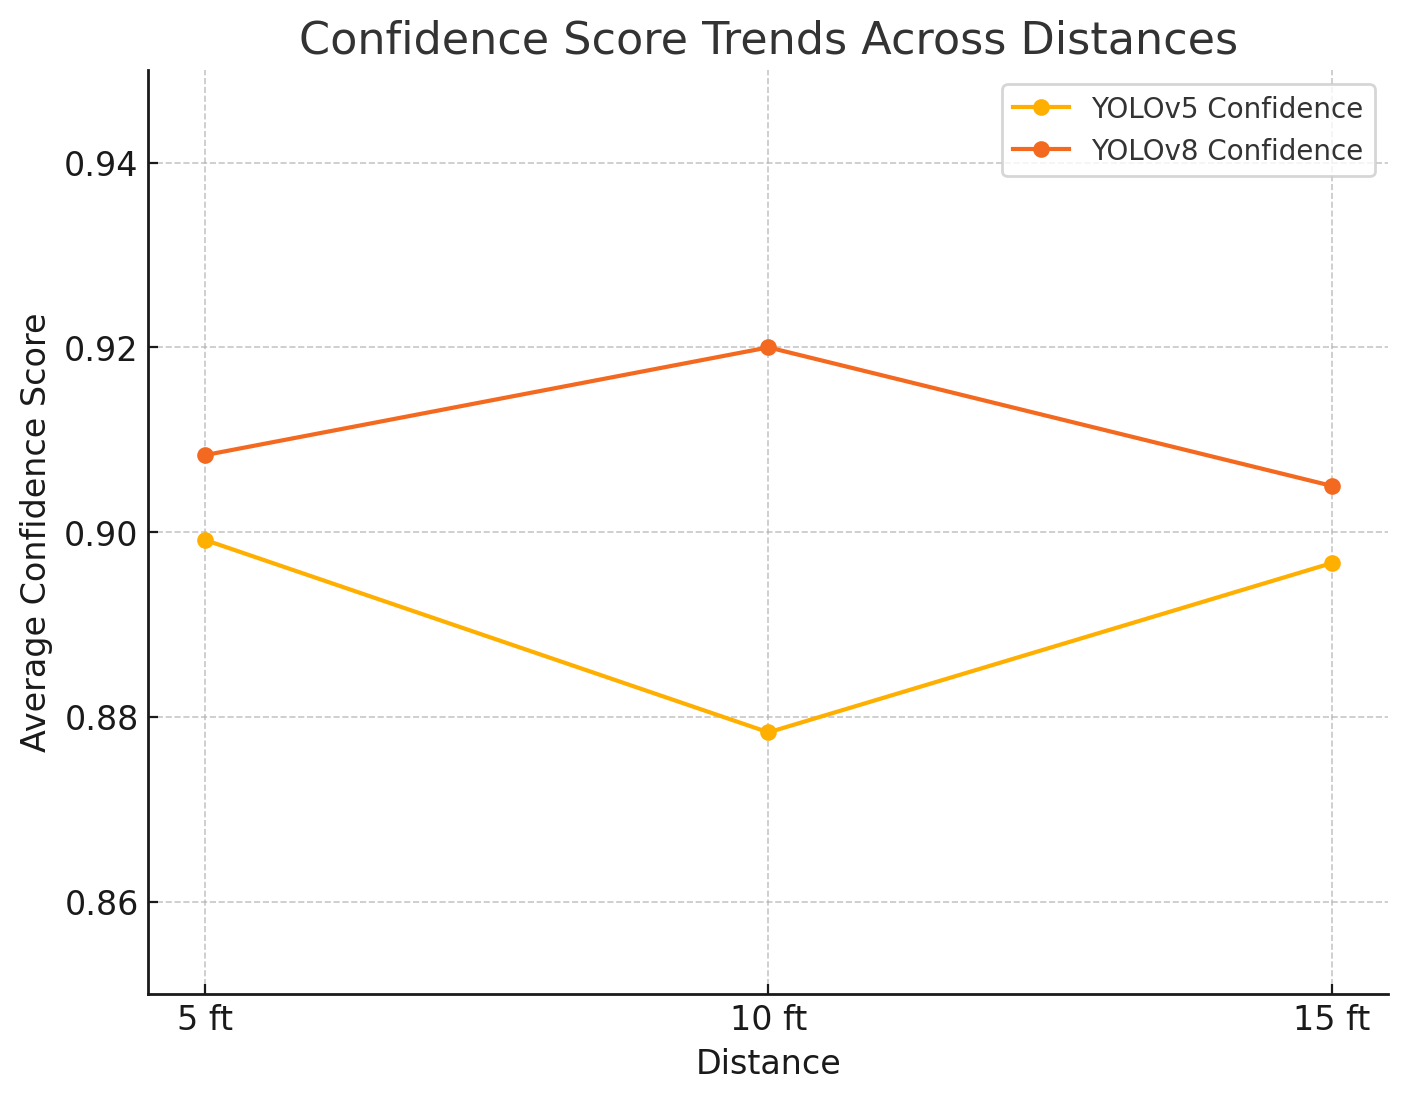 Confidence Score Trends Across Distances
YOLOv5 Confidence
YOLOv8 Confidence
Average Confidence Score
0.94
0.92
0.90
0.88
0.86
5 ft
10 ft
15 ft
Distance